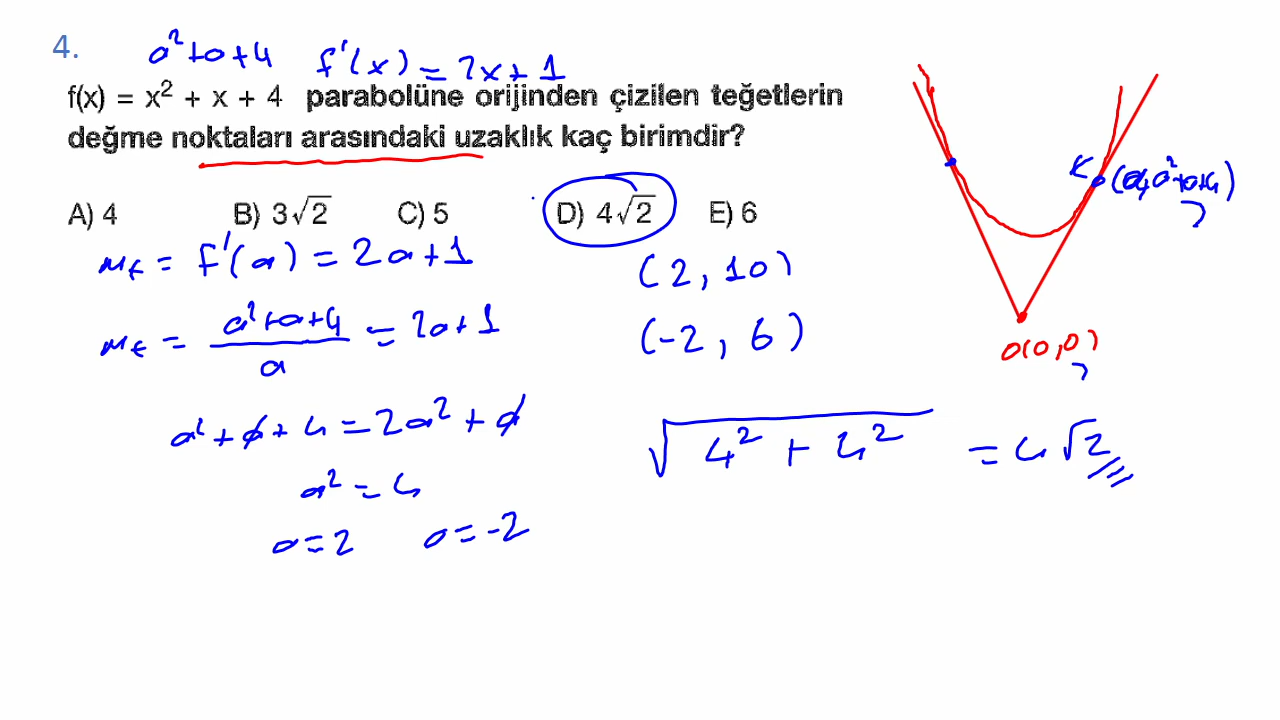 4. a²+a+4 f'(x) = 2x+1
f(x) = x² + x + 4 parabolüne orijinden çizilen teğetlerin
değme noktaları arasındaki uzaklık kaç birimdir?
A) 4 B) 3√2 C) 5 D) 4√2 E) 6
m_t = f'(a) = 2a+1
m_t = (a²+a+4)/a = 2a+1
a²+a+4 = 2a²+a
a² = 4
a=2 a=-2
(2, 10)
(-2, 6)
√(4² + 4²) = 4√2
K (a, a²+a+4)
O(0,0)